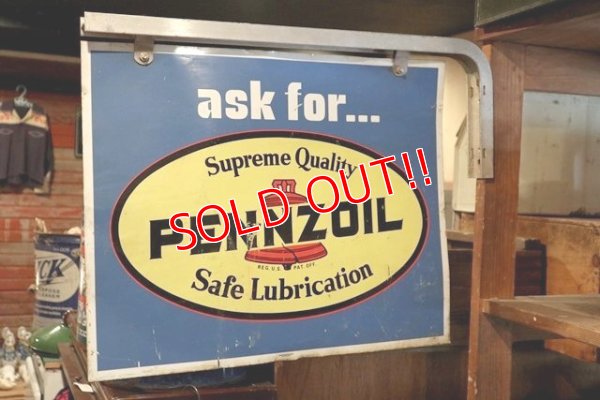 ask for...
Supreme Quality
PENNZOIL
SOLD OUT!!
REG. U.S. PAT. OFF.
Safe Lubrication